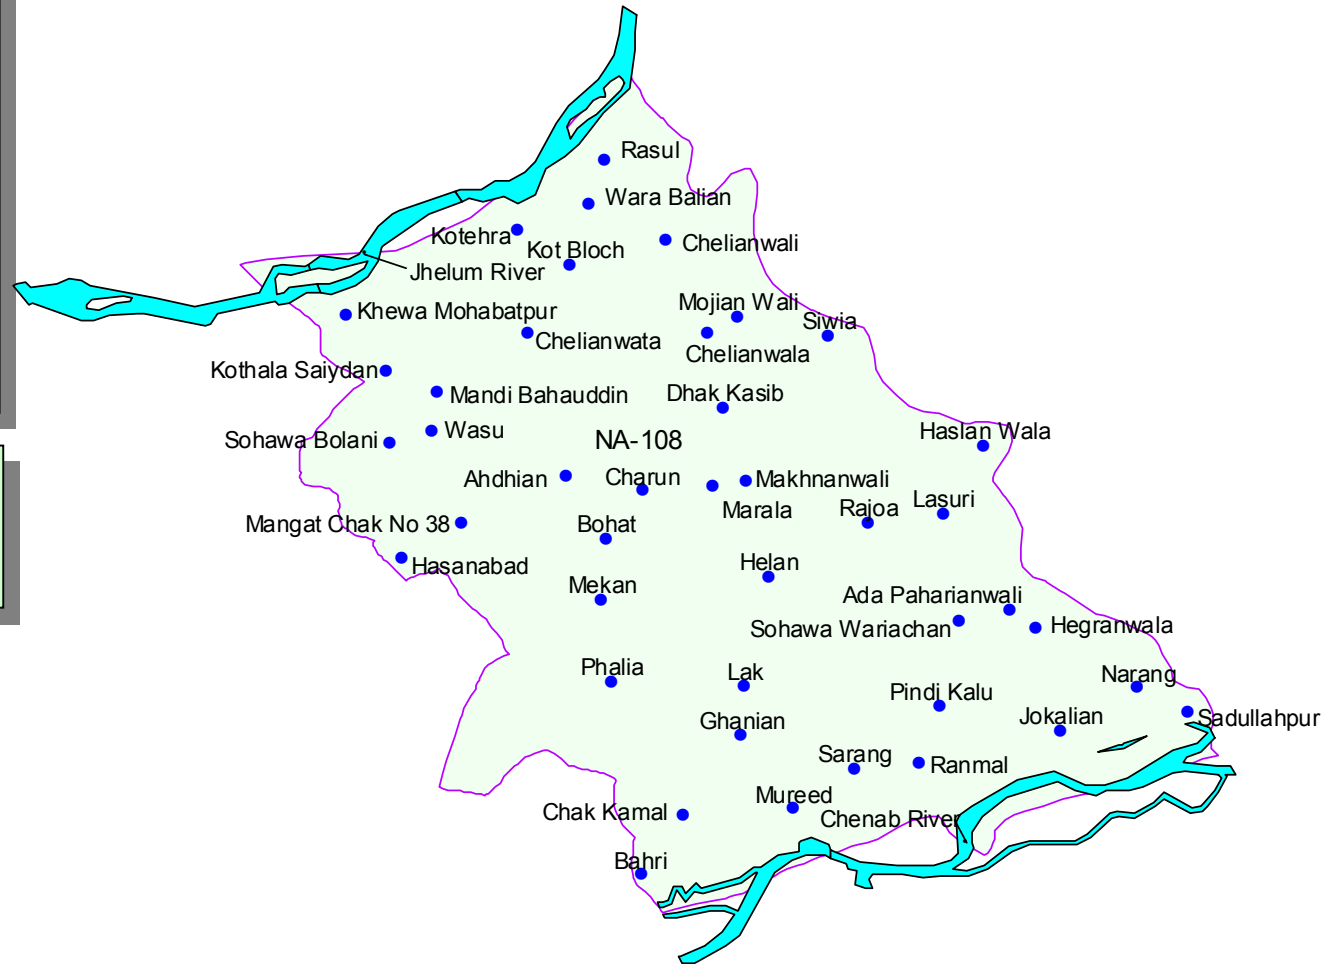 Rasul
Wara Balian
Kotehra
Chelianwali
Kot Bloch
Jhelum River
Mojian Wali
Khewa Mohabatpur
Siwia
Chelianwata
Chelianwala
Kothala Saiydan
Dhak Kasib
Mandi Bahauddin
Wasu
Haslan Wala
Sohawa Bolani
NA-108
Ahdhian
Charun
Makhnanwali
Lasuri
Marala
Rajoa
Mangat Chak No 38
Bohat
Helan
Hasanabad
Mekan
Ada Paharianwali
Sohawa Wariachan
Hegranwala
Phalia
Lak
Narang
Pindi Kalu
Jokalian
Sadullahpur
Ghanian
Sarang
Ranmal
Mureed
Chak Kamal
Chenab River
Bahri